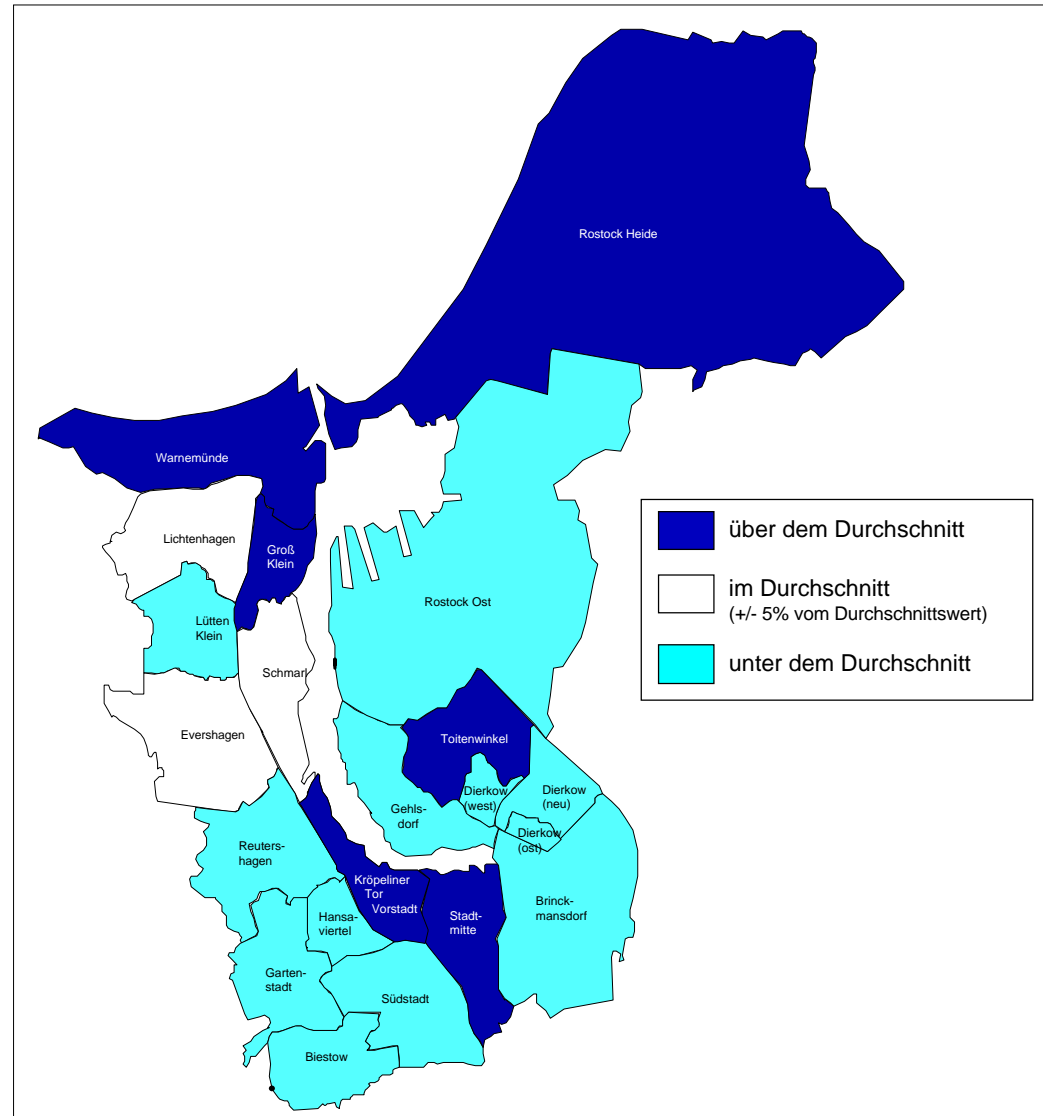 Rostock Heide
Warnemünde
Lichtenhagen
Groß
Klein
Rostock Ost
Lütten
Klein
Schmarl
Evershagen
Toitenwinkel
Dierkow
(west)
Dierkow
(neu)
Gehls-
dorf
Dierkow
(ost)
Reuters-
hagen
Kröpeliner
Tor
Vorstadt
Hansa-
viertel
Stadt-
mitte
Brinck-
mansdorf
Garten-
stadt
Südstadt
Biestow
über dem Durchschnitt
im Durchschnitt
(+/- 5% vom Durchschnittswert)
unter dem Durchschnitt